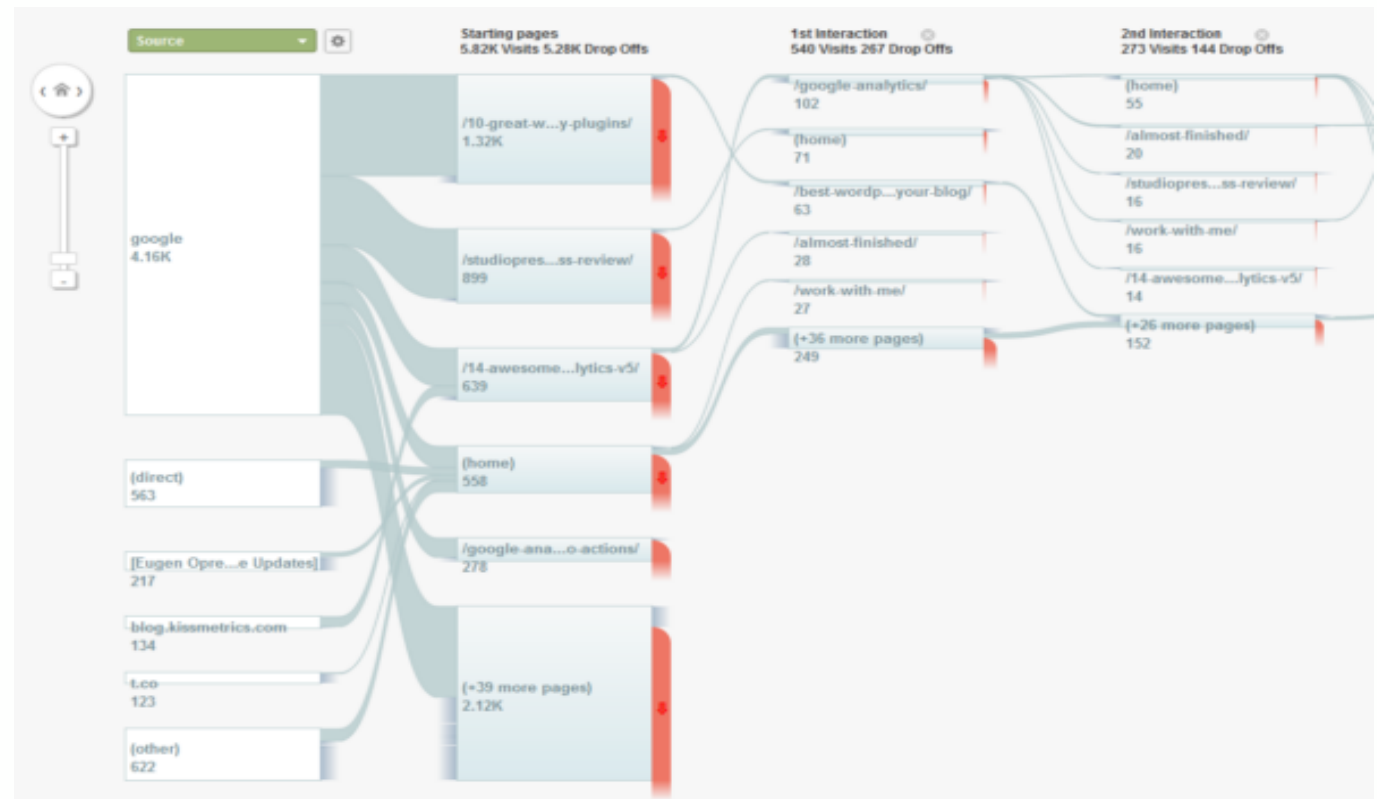 Source
Starting pages
5.82K Visits 5.28K Drop Offs
1st Interaction
540 Visits 267 Drop Offs
2nd Interaction
273 Visits 144 Drop Offs
google
4.16K
(direct)
563
[Eugen Opre...e Updates]
217
blog.kissmetrics.com
134
t.co
123
(other)
622
/10-great-w...y-plugins/
1.32K
/studiopres...ss-review/
899
/14-awesome...lytics-v5/
639
(home)
558
/google-ana...o-actions/
278
(+39 more pages)
2.12K
/google-analytics/
102
(home)
71
/best-wordp...your-blog/
63
/almost-finished/
28
/work-with-me/
27
(+36 more pages)
249
(home)
55
/almost-finished/
20
/studiopres...ss-review/
16
/work-with-me/
16
/14-awesome...lytics-v5/
14
(+26 more pages)
152